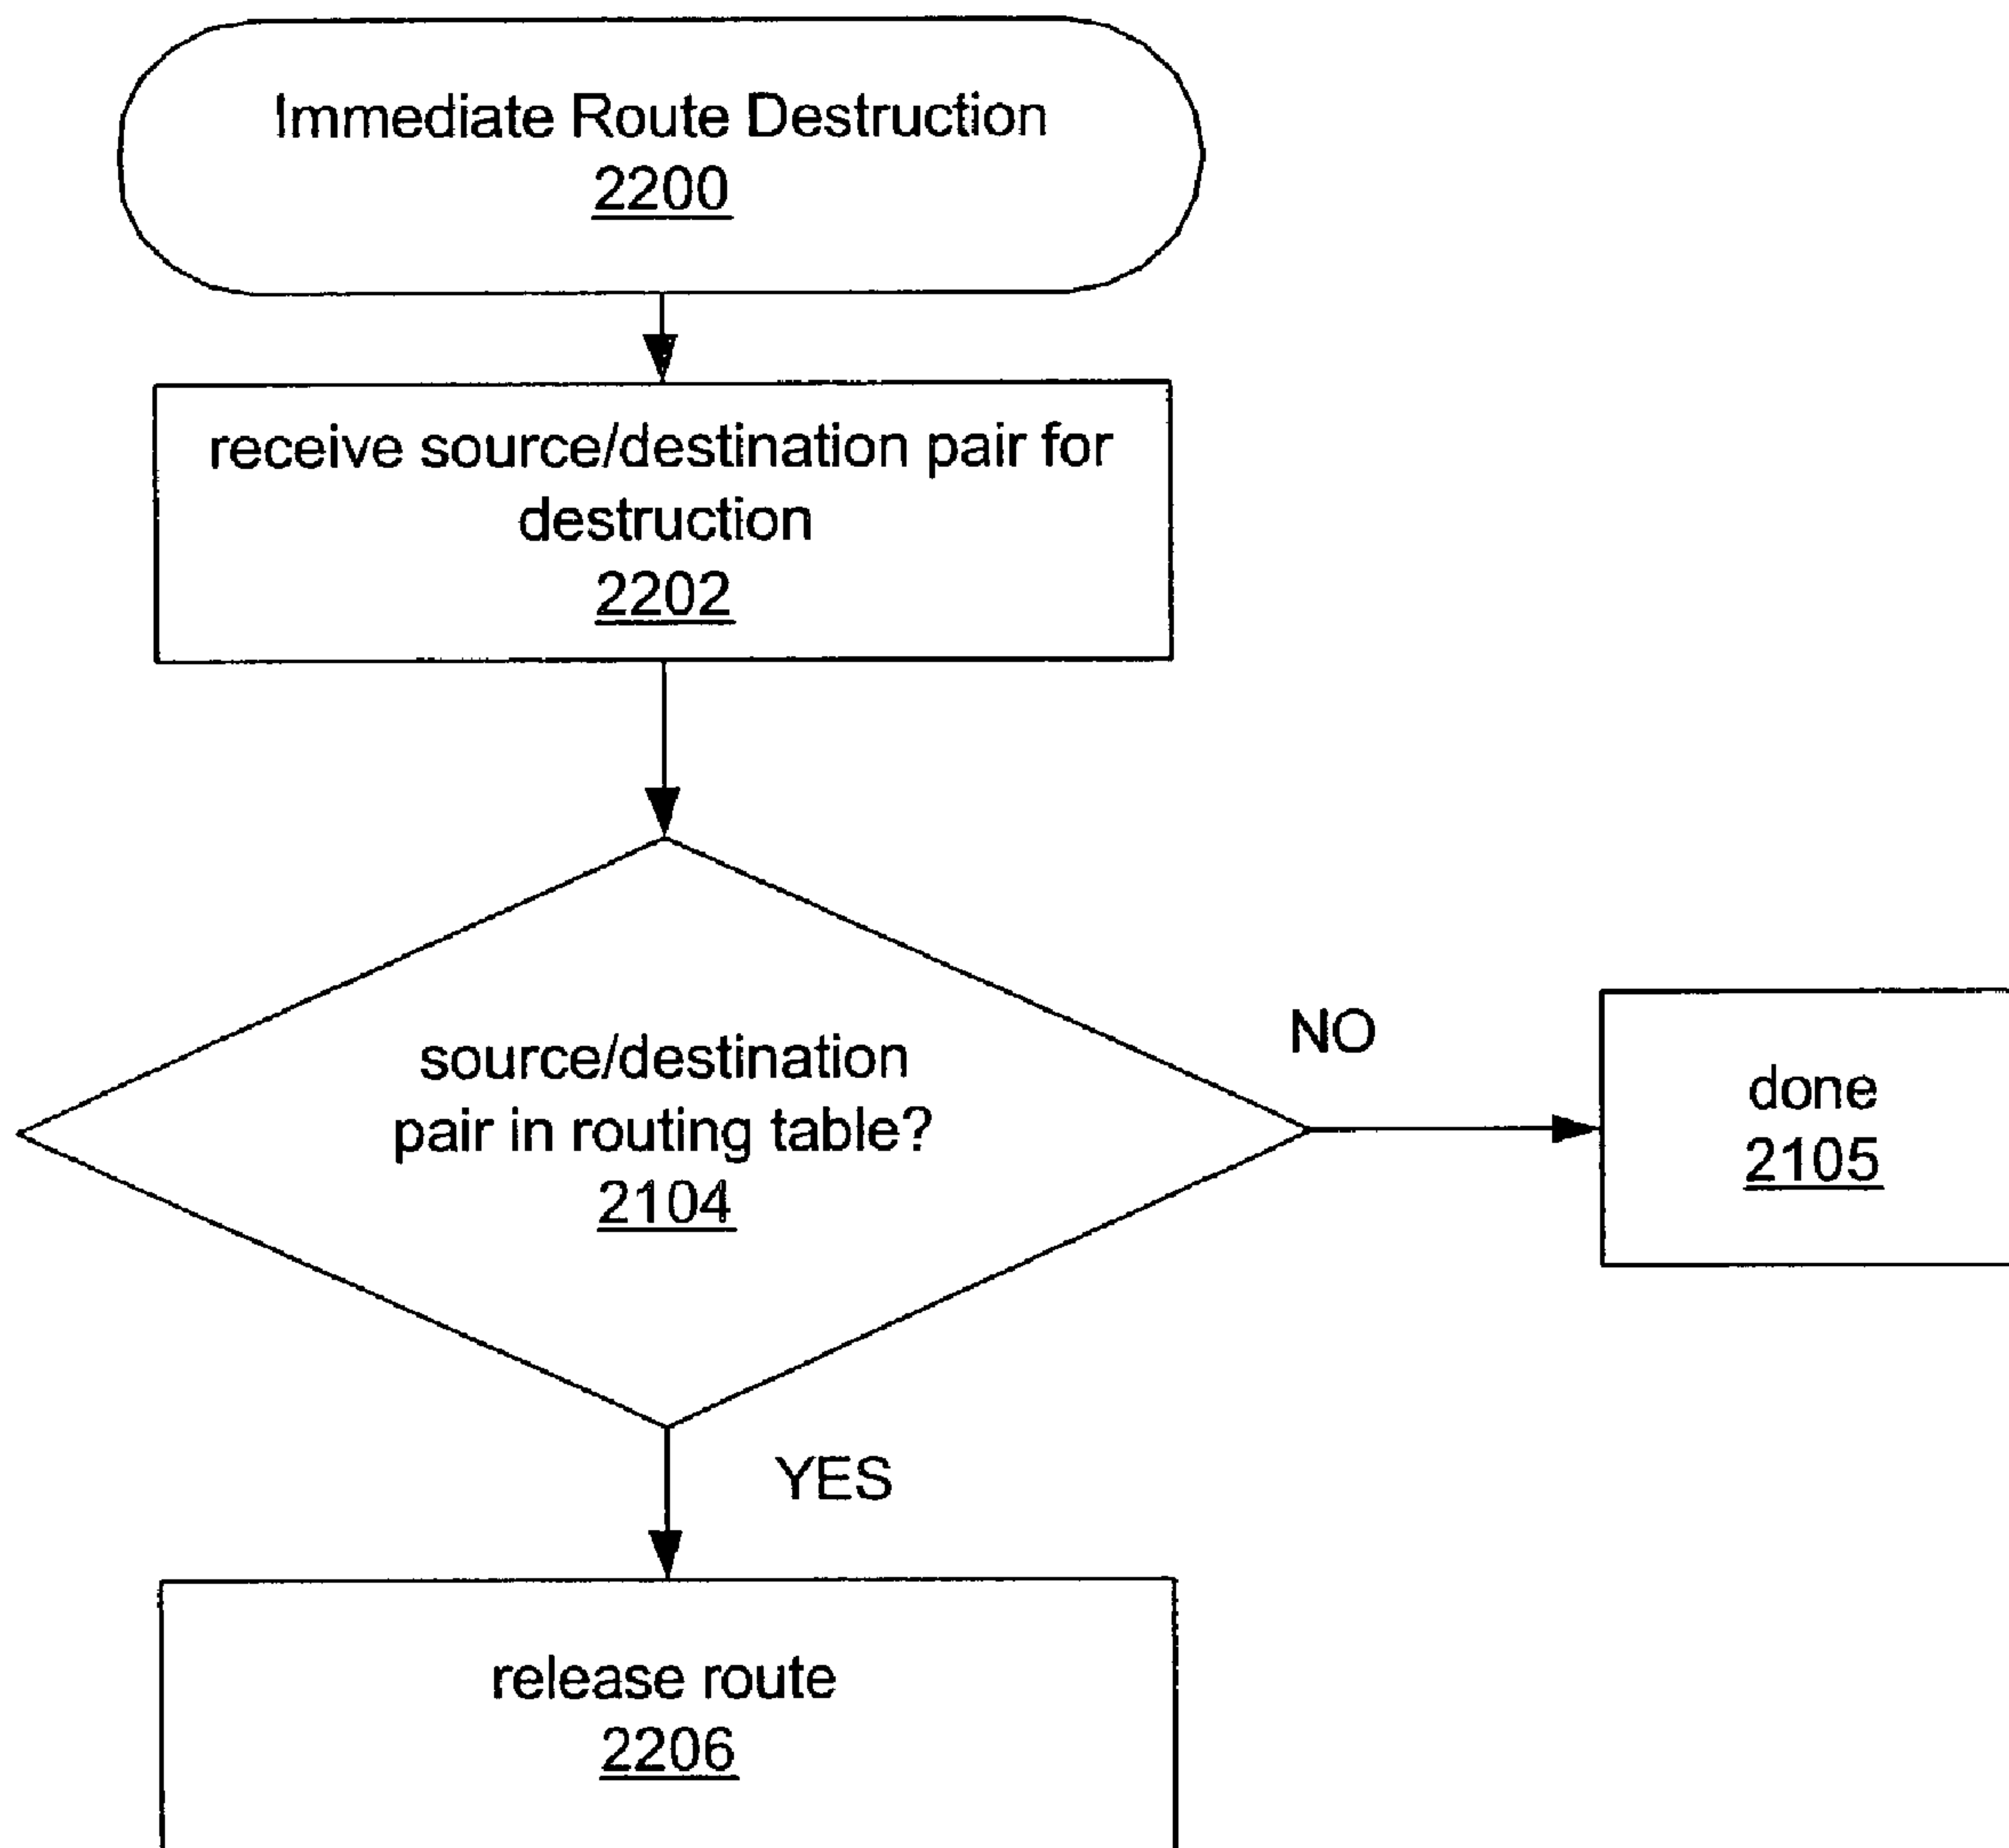 Immediate Route Destruction
2200
receive source/destination pair for
destruction
2202
source/destination
pair in routing table?
2104
NO
done
2105
YES
release route
2206